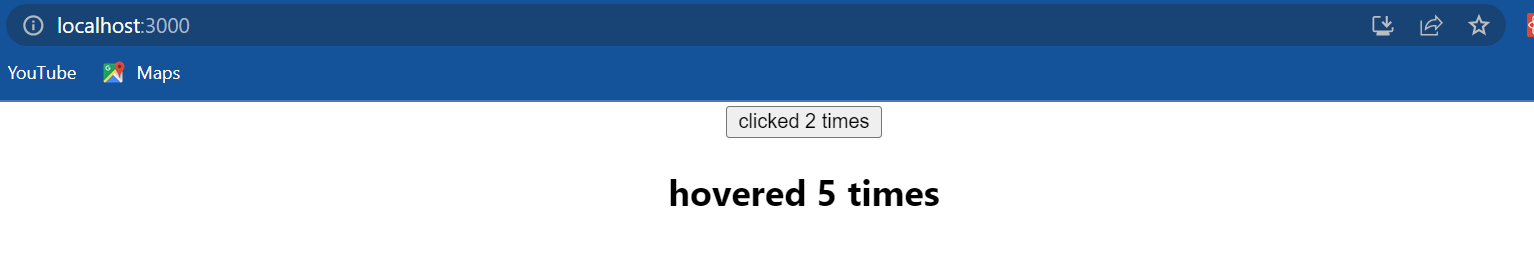 localhost:3000
YouTube Maps
clicked 2 times
hovered 5 times